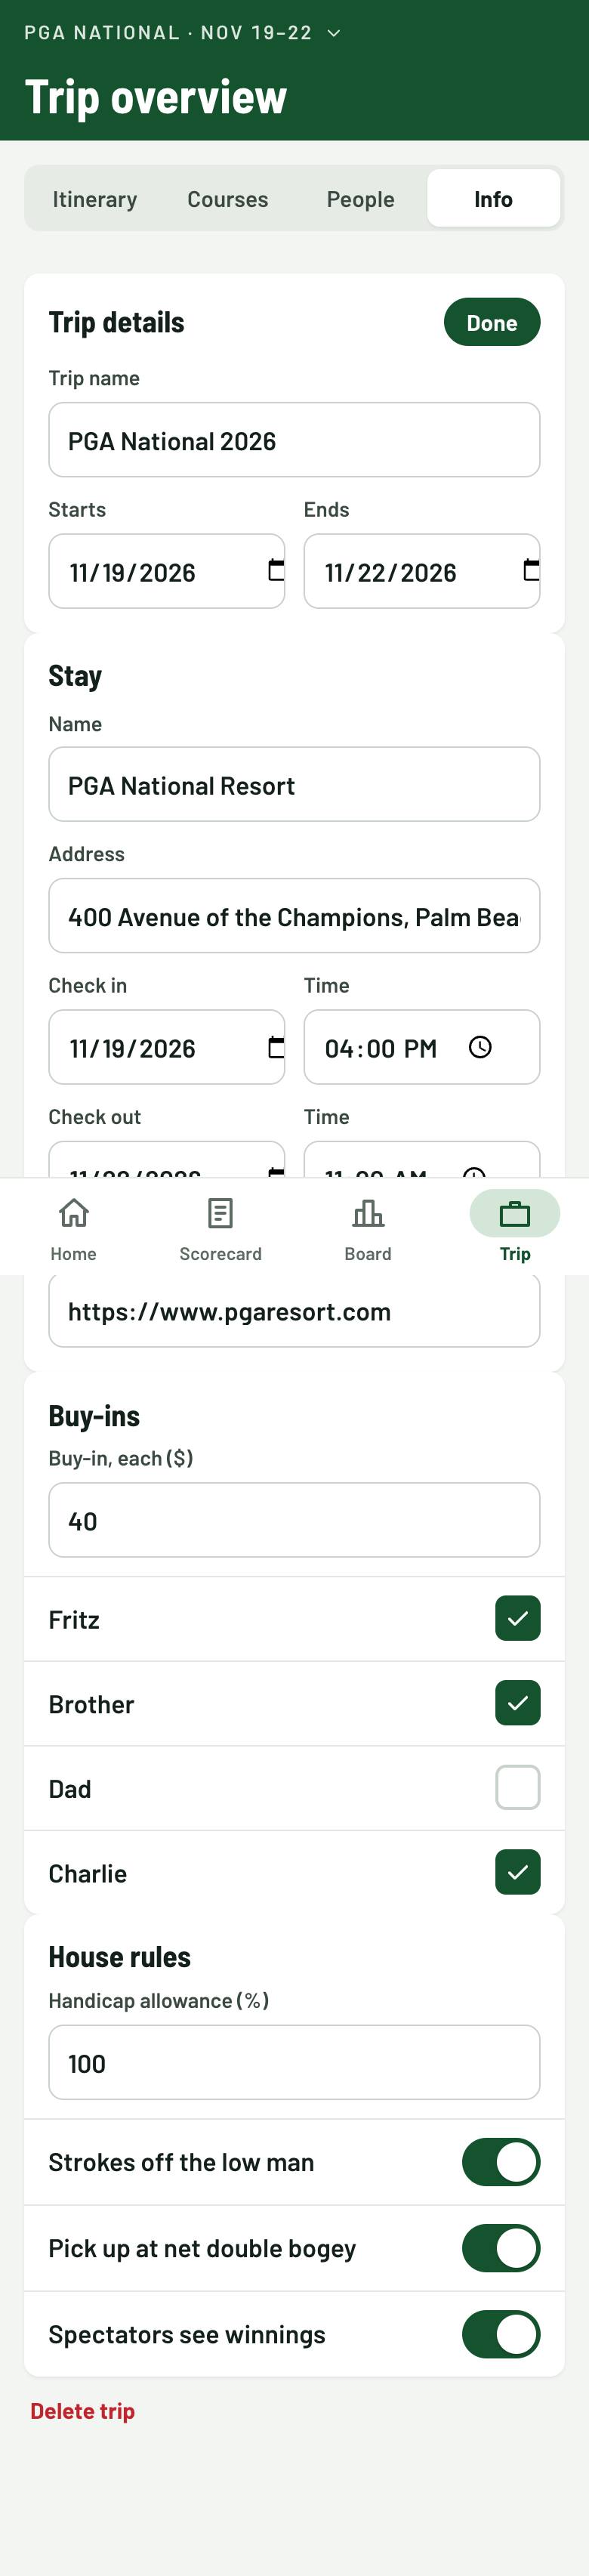 PGA NATIONAL · NOV 19–22
Trip overview
Itinerary Courses People Info
Trip details Done
Trip name
PGA National 2026
Starts Ends
11/19/2026 11/22/2026
Stay
Name
PGA National Resort
Address
400 Avenue of the Champions, Palm
Check in Time
11/19/2026 04:00 PM
Check out Time
Home Scorecard Board Trip
https://www.pgaresort.com
Buy-ins
Buy-in, each ($)
40
Fritz
Brother
Dad
Charlie
House rules
Handicap allowance (%)
100
Strokes off the low man
Pick up at net double bogey
Spectators see winnings
Delete trip